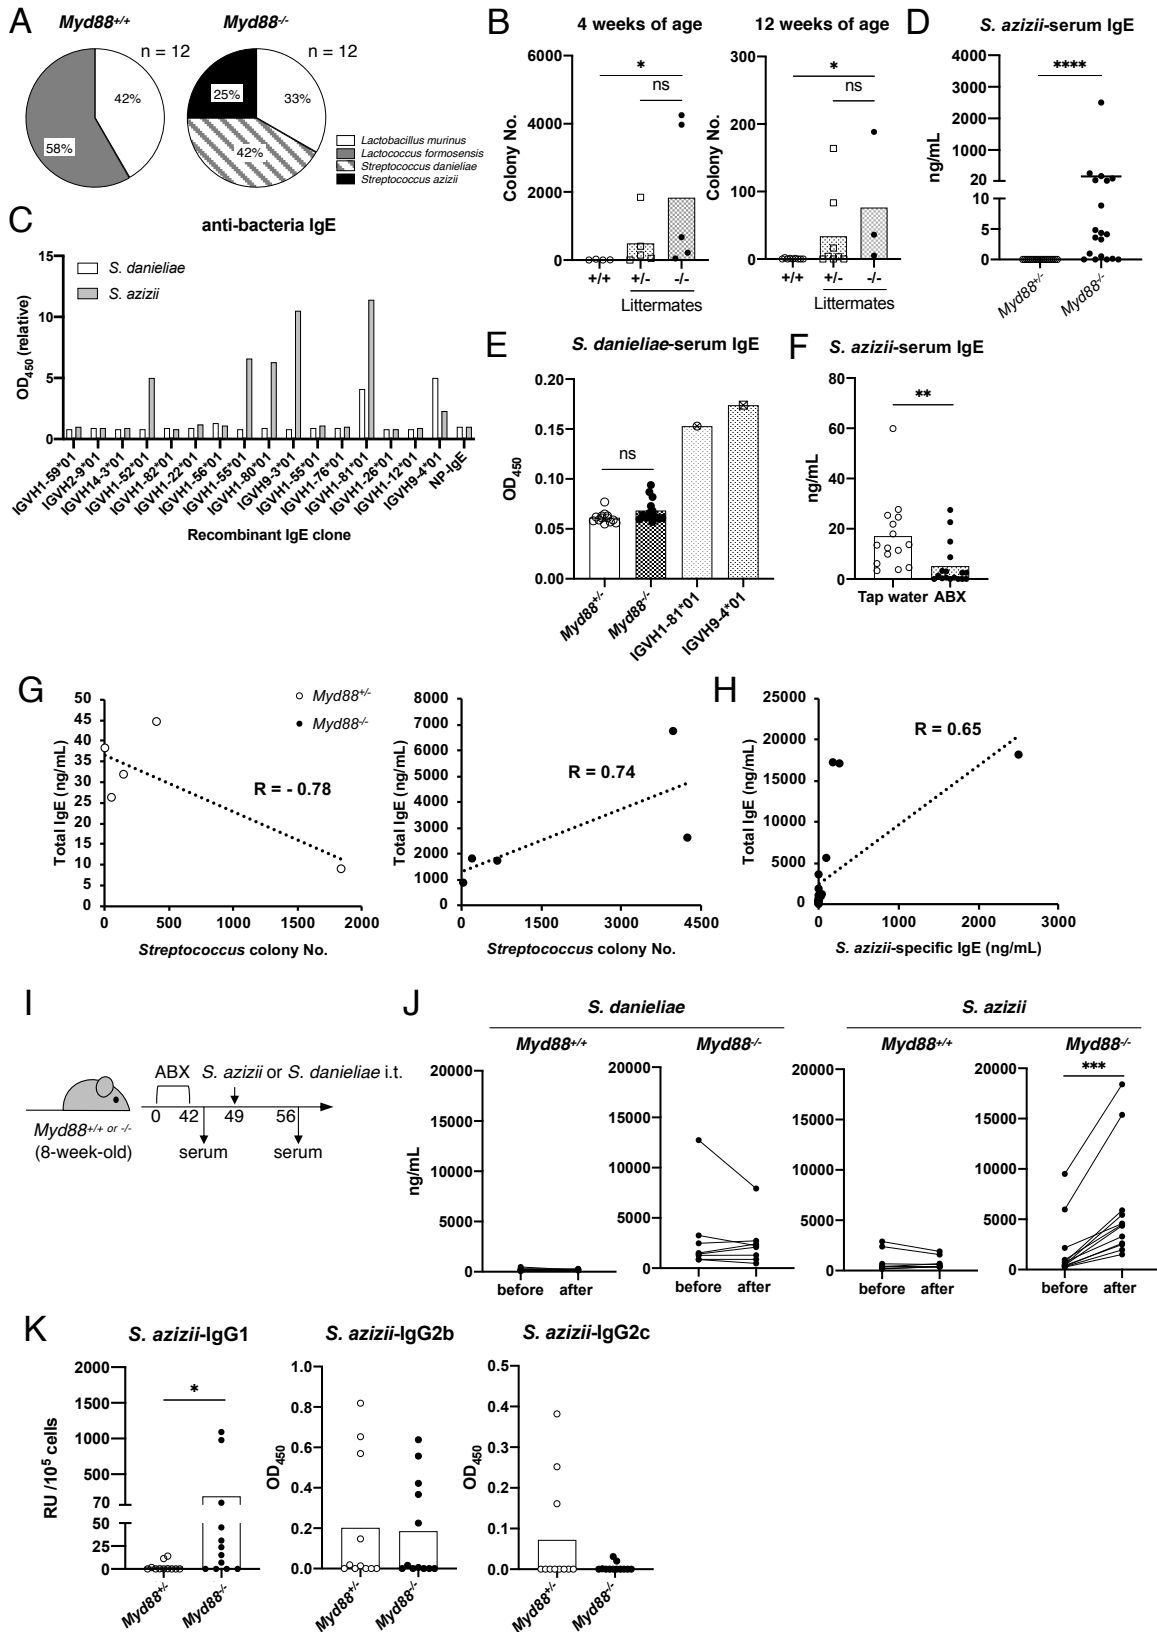 A
Myd88+/+
n = 12
42%
58%
Myd88-/-
n = 12
25%
33%
42%
Lactobacillus murinus
Lactococcus formosensis
Streptococcus danieliae
Streptococcus azizii
B
4 weeks of age
Colony No.
6000
4000
2000
0
*
ns
+/+
+/-
-/-
Littermates
12 weeks of age
Colony No.
300
200
100
0
*
ns
+/+
+/-
-/-
Littermates
D
S. azizii-serum IgE
ng/mL
4000
3000
2000
1000
20
10
5
0
****
Myd88+/-
Myd88-/-
C
anti-bacteria IgE
S. danieliae
S. azizii
OD450 (relative)
15
10
5
0
IGVH1-59*01
IGVH2-9*01
IGVH14-3*01
IGVH1-52*01
IGVH1-82*01
IGVH1-22*01
IGVH1-56*01
IGVH1-55*01
IGVH1-80*01
IGVH9-3*01
IGVH1-55*01
IGVH1-76*01
IGVH1-81*01
IGVH1-26*01
IGVH1-12*01
IGVH9-4*01
NP-IgE
Recombinant IgE clone
E
S. danieliae-serum IgE
OD450
0.20
0.15
0.10
0.05
0.00
ns
Myd88+/-
Myd88-/-
IGVH1-81*01
IGVH9-4*01
F
S. azizii-serum IgE
ng/mL
80
60
40
20
0
**
Tap water
ABX
G
Total IgE (ng/mL)
50
45
40
35
30
25
20
15
10
5
0
Myd88+/-
Myd88-/-
R = - 0.78
0
500
1000
1500
2000
Streptococcus colony No.
Total IgE (ng/mL)
8000
7000
6000
5000
4000
3000
2000
1000
0
R = 0.74
0
1500
3000
4500
Streptococcus colony No.
H
Total IgE (ng/mL)
25000
20000
15000
10000
5000
0
R = 0.65
0
1000
2000
3000
S. azizii-specific IgE (ng/mL)
I
ABX
S. azizii or S. danieliae i.t.
0
42
49
56
Myd88+/+ or -/-
(8-week-old)
serum
serum
J
S. danieliae
S. azizii
Myd88+/+
ng/mL
20000
15000
10000
5000
0
before
after
Myd88-/-
20000
15000
10000
5000
0
before
after
Myd88+/+
20000
15000
10000
5000
0
before
after
Myd88-/-
***
20000
15000
10000
5000
0
before
after
K
S. azizii-IgG1
RU /10^5 cells
2000
1500
1000
500
70
50
25
0
*
Myd88+/-
Myd88-/-
S. azizii-IgG2b
OD450
1.0
0.8
0.6
0.4
0.2
0.0
Myd88+/-
Myd88-/-
S. azizii-IgG2c
OD450
0.5
0.4
0.3
0.2
0.1
0.0
Myd88+/-
Myd88-/-